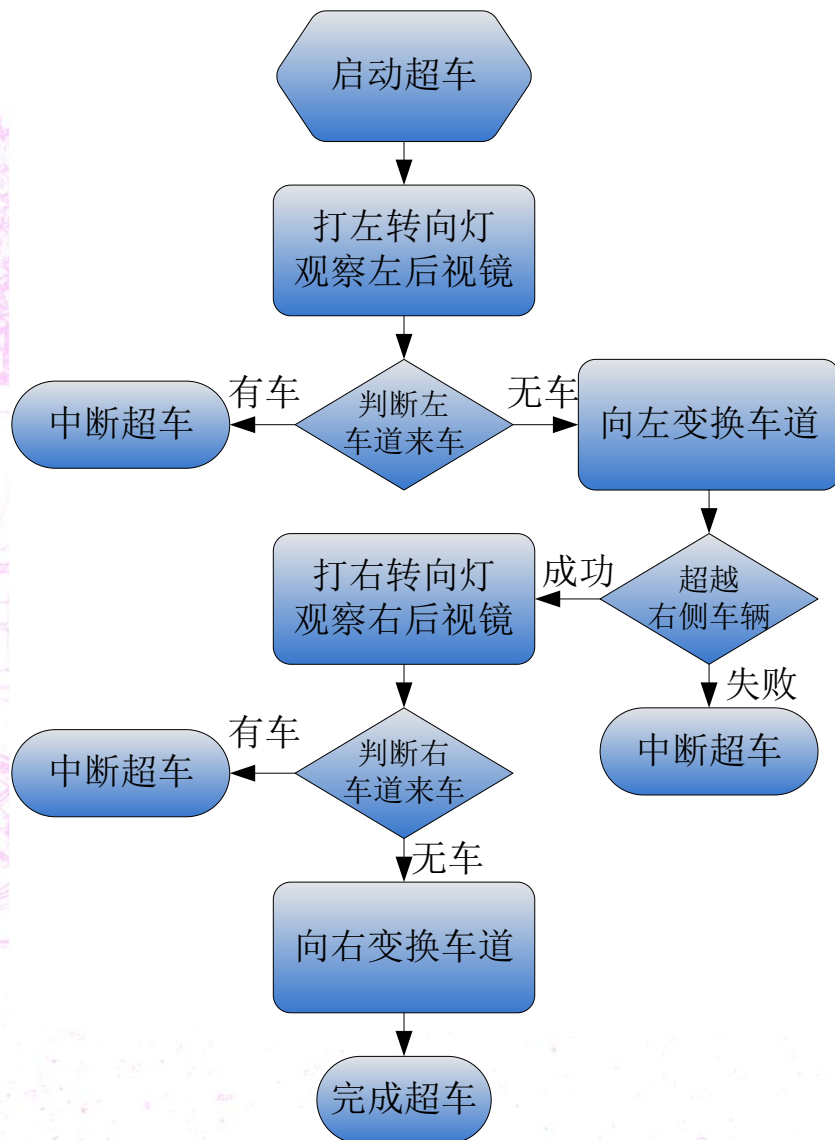 启动超车
打左转向灯
观察左后视镜
有车
判断左
车道来车
无车
中断超车
向左变换车道
打右转向灯
观察右后视镜
成功
超越
右侧车辆
失败
中断超车
有车
判断右
车道来车
中断超车
无车
向右变换车道
完成超车